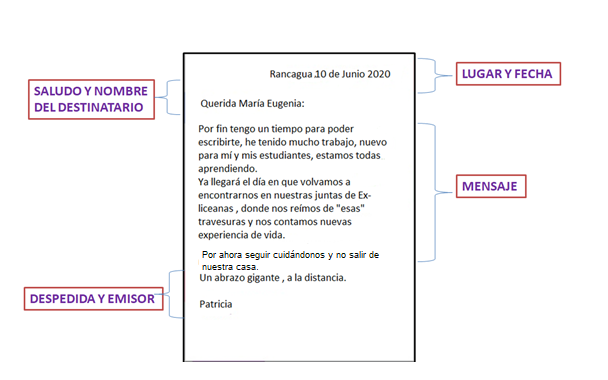 Rancagua.10 de Junio 2020
LUGAR Y FECHA
SALUDO Y NOMBRE
DEL DESTINATARIO
Querida María Eugenia:
Por fin tengo un tiempo para poder
escribirte, he tenido mucho trabajo, nuevo
para mí y mis estudiantes, estamos todas
aprendiendo.
Ya llegará el día en que volvamos a
encontrarnos en nuestras juntas de Ex-
liceanas , donde nos reímos de "esas"
travesuras y nos contamos nuevas
experiencia de vida.
MENSAJE
Por ahora seguir cuidándonos y no salir de
nuestra casa.
Un abrazo gigante , a la distancia.
DESPEDIDA Y EMISOR
Patricia